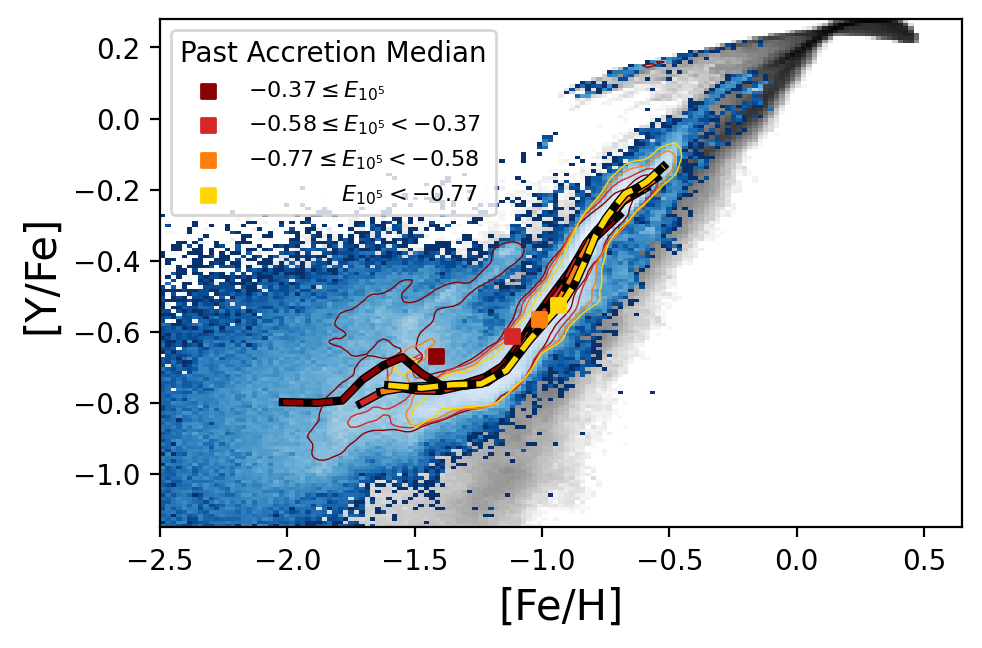 Past Accretion Median
−0.37 ≤ E₁₀⁵
−0.58 ≤ E₁₀⁵ < −0.37
−0.77 ≤ E₁₀⁵ < −0.58
E₁₀⁵ < −0.77
0.2
0.0
−0.2
−0.4
−0.6
−0.8
−1.0
[Y/Fe]
−2.5 −2.0 −1.5 −1.0 −0.5 0.0 0.5
[Fe/H]